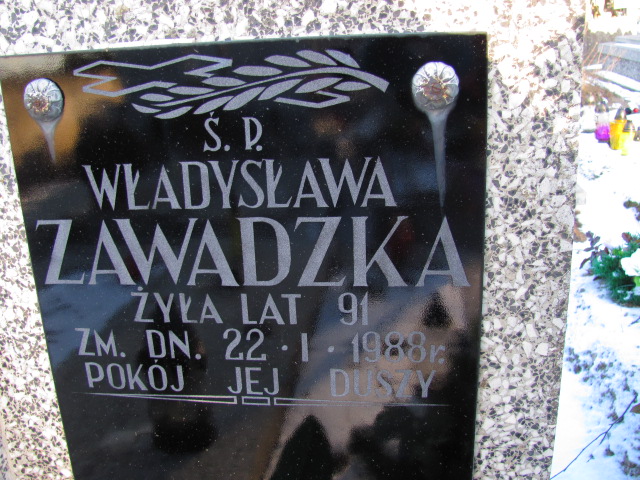 Ś. P.
WŁADYSŁAWA
ZAWADZKA
ŻYŁA LAT 91
ZM. DN. 22 · I · 1988 r.
POKÓJ JEJ DUSZY